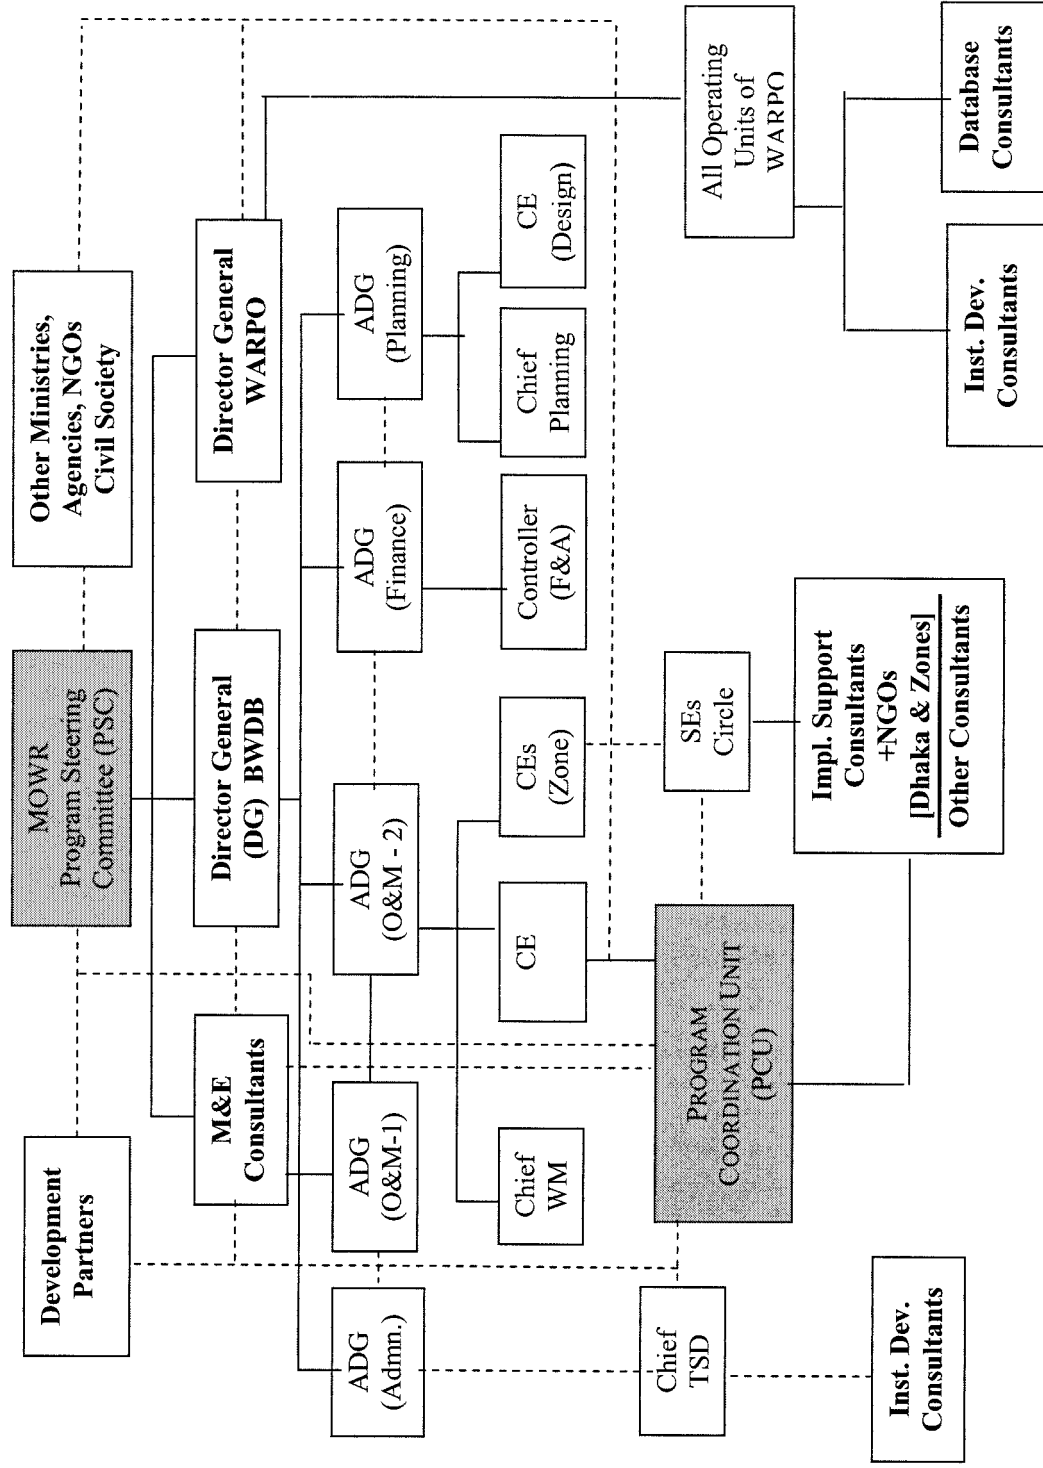 Development
Partners
MOWR
Program Steering
Committee (PSC)
Other Ministries,
Agencies, NGOs
Civil Society
M&E
Consultants
Director General
(DG) BWDB
Director General
WARPO
ADG
(Admn.)
ADG
(O&M-1)
ADG
(O&M - 2)
ADG
(Finance)
ADG
(Planning)
Chief
WM
CE
CEs
(Zone)
Controller
(F&A)
Chief
Planning
CE
(Design)
Chief
TSD
PROGRAM
COORDINATION UNIT
(PCU)
SEs
Circle
All Operating
Units of
WARPO
Inst. Dev.
Consultants
Impl. Support
Consultants
+NGOs
[Dhaka & Zones]
Other Consultants
Inst. Dev.
Consultants
Database
Consultants